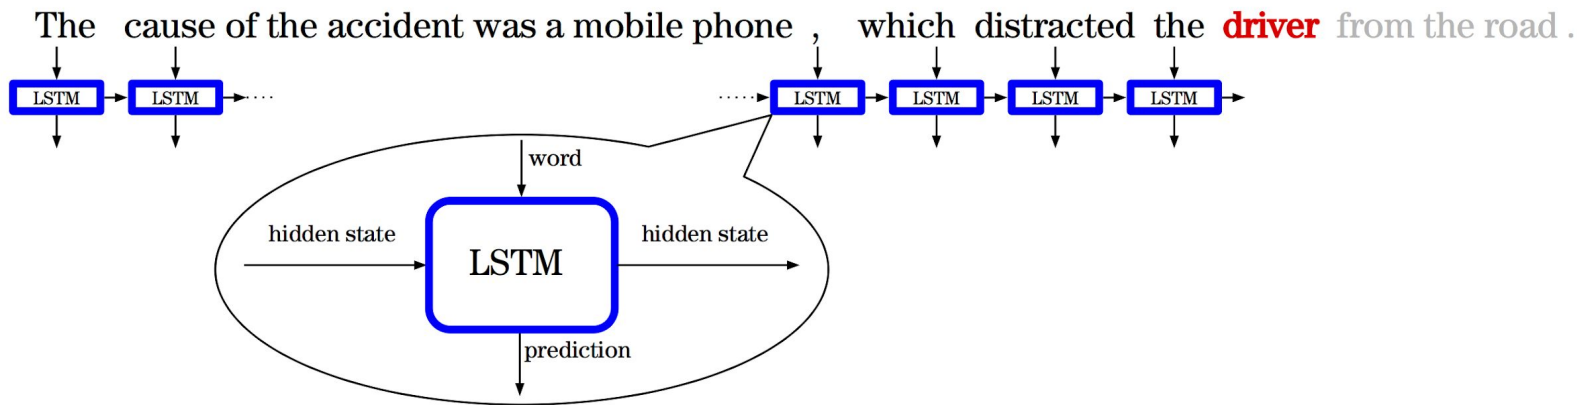 The cause of the accident was a mobile phone , which distracted the driver from the road .
LSTM LSTM LSTM LSTM LSTM LSTM
word
hidden state hidden state
LSTM
prediction